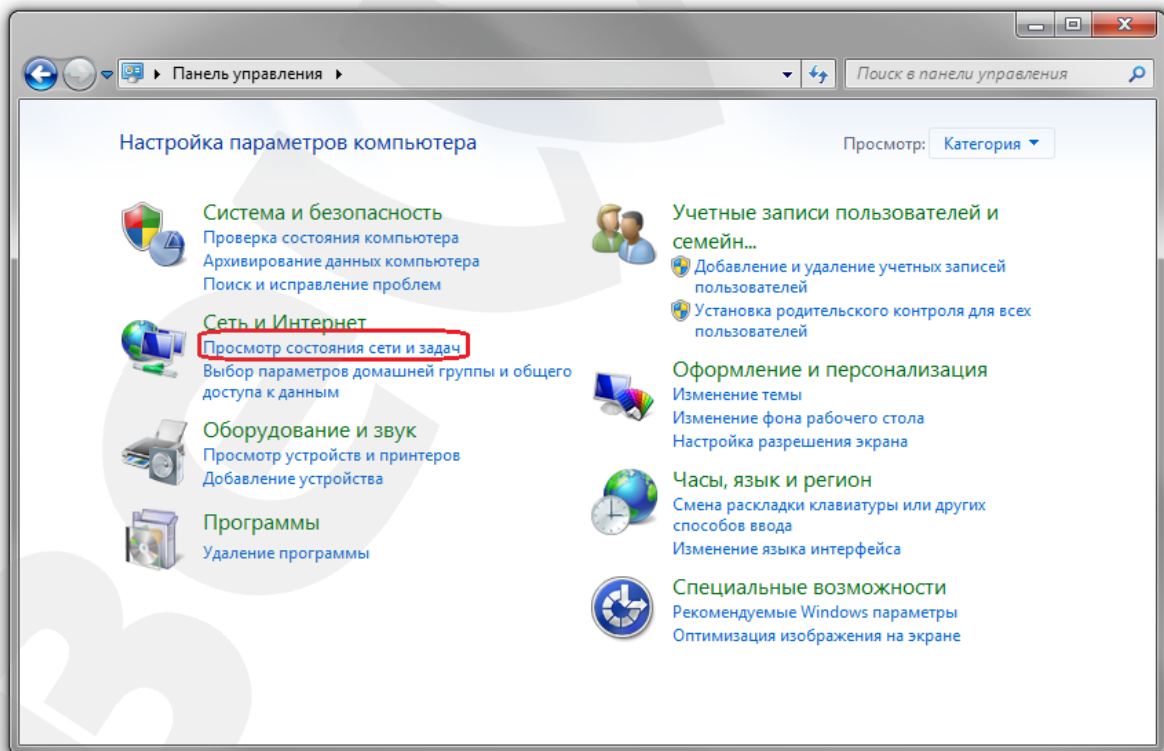 Панель управления
Поиск в панели управления
Настройка параметров компьютера
Просмотр: Категория
Система и безопасность
Проверка состояния компьютера
Архивирование данных компьютера
Поиск и исправление проблем
Сеть и Интернет
Просмотр состояния сети и задач
Выбор параметров домашней группы и общего
доступа к данным
Оборудование и звук
Просмотр устройств и принтеров
Добавление устройства
Программы
Удаление программы
Учетные записи пользователей и
семейн...
Добавление и удаление учетных записей
пользователей
Установка родительского контроля для всех
пользователей
Оформление и персонализация
Изменение темы
Изменение фона рабочего стола
Настройка разрешения экрана
Часы, язык и регион
Смена раскладки клавиатуры или других
способов ввода
Изменение языка интерфейса
Специальные возможности
Рекомендуемые Windows параметры
Оптимизация изображения на экране